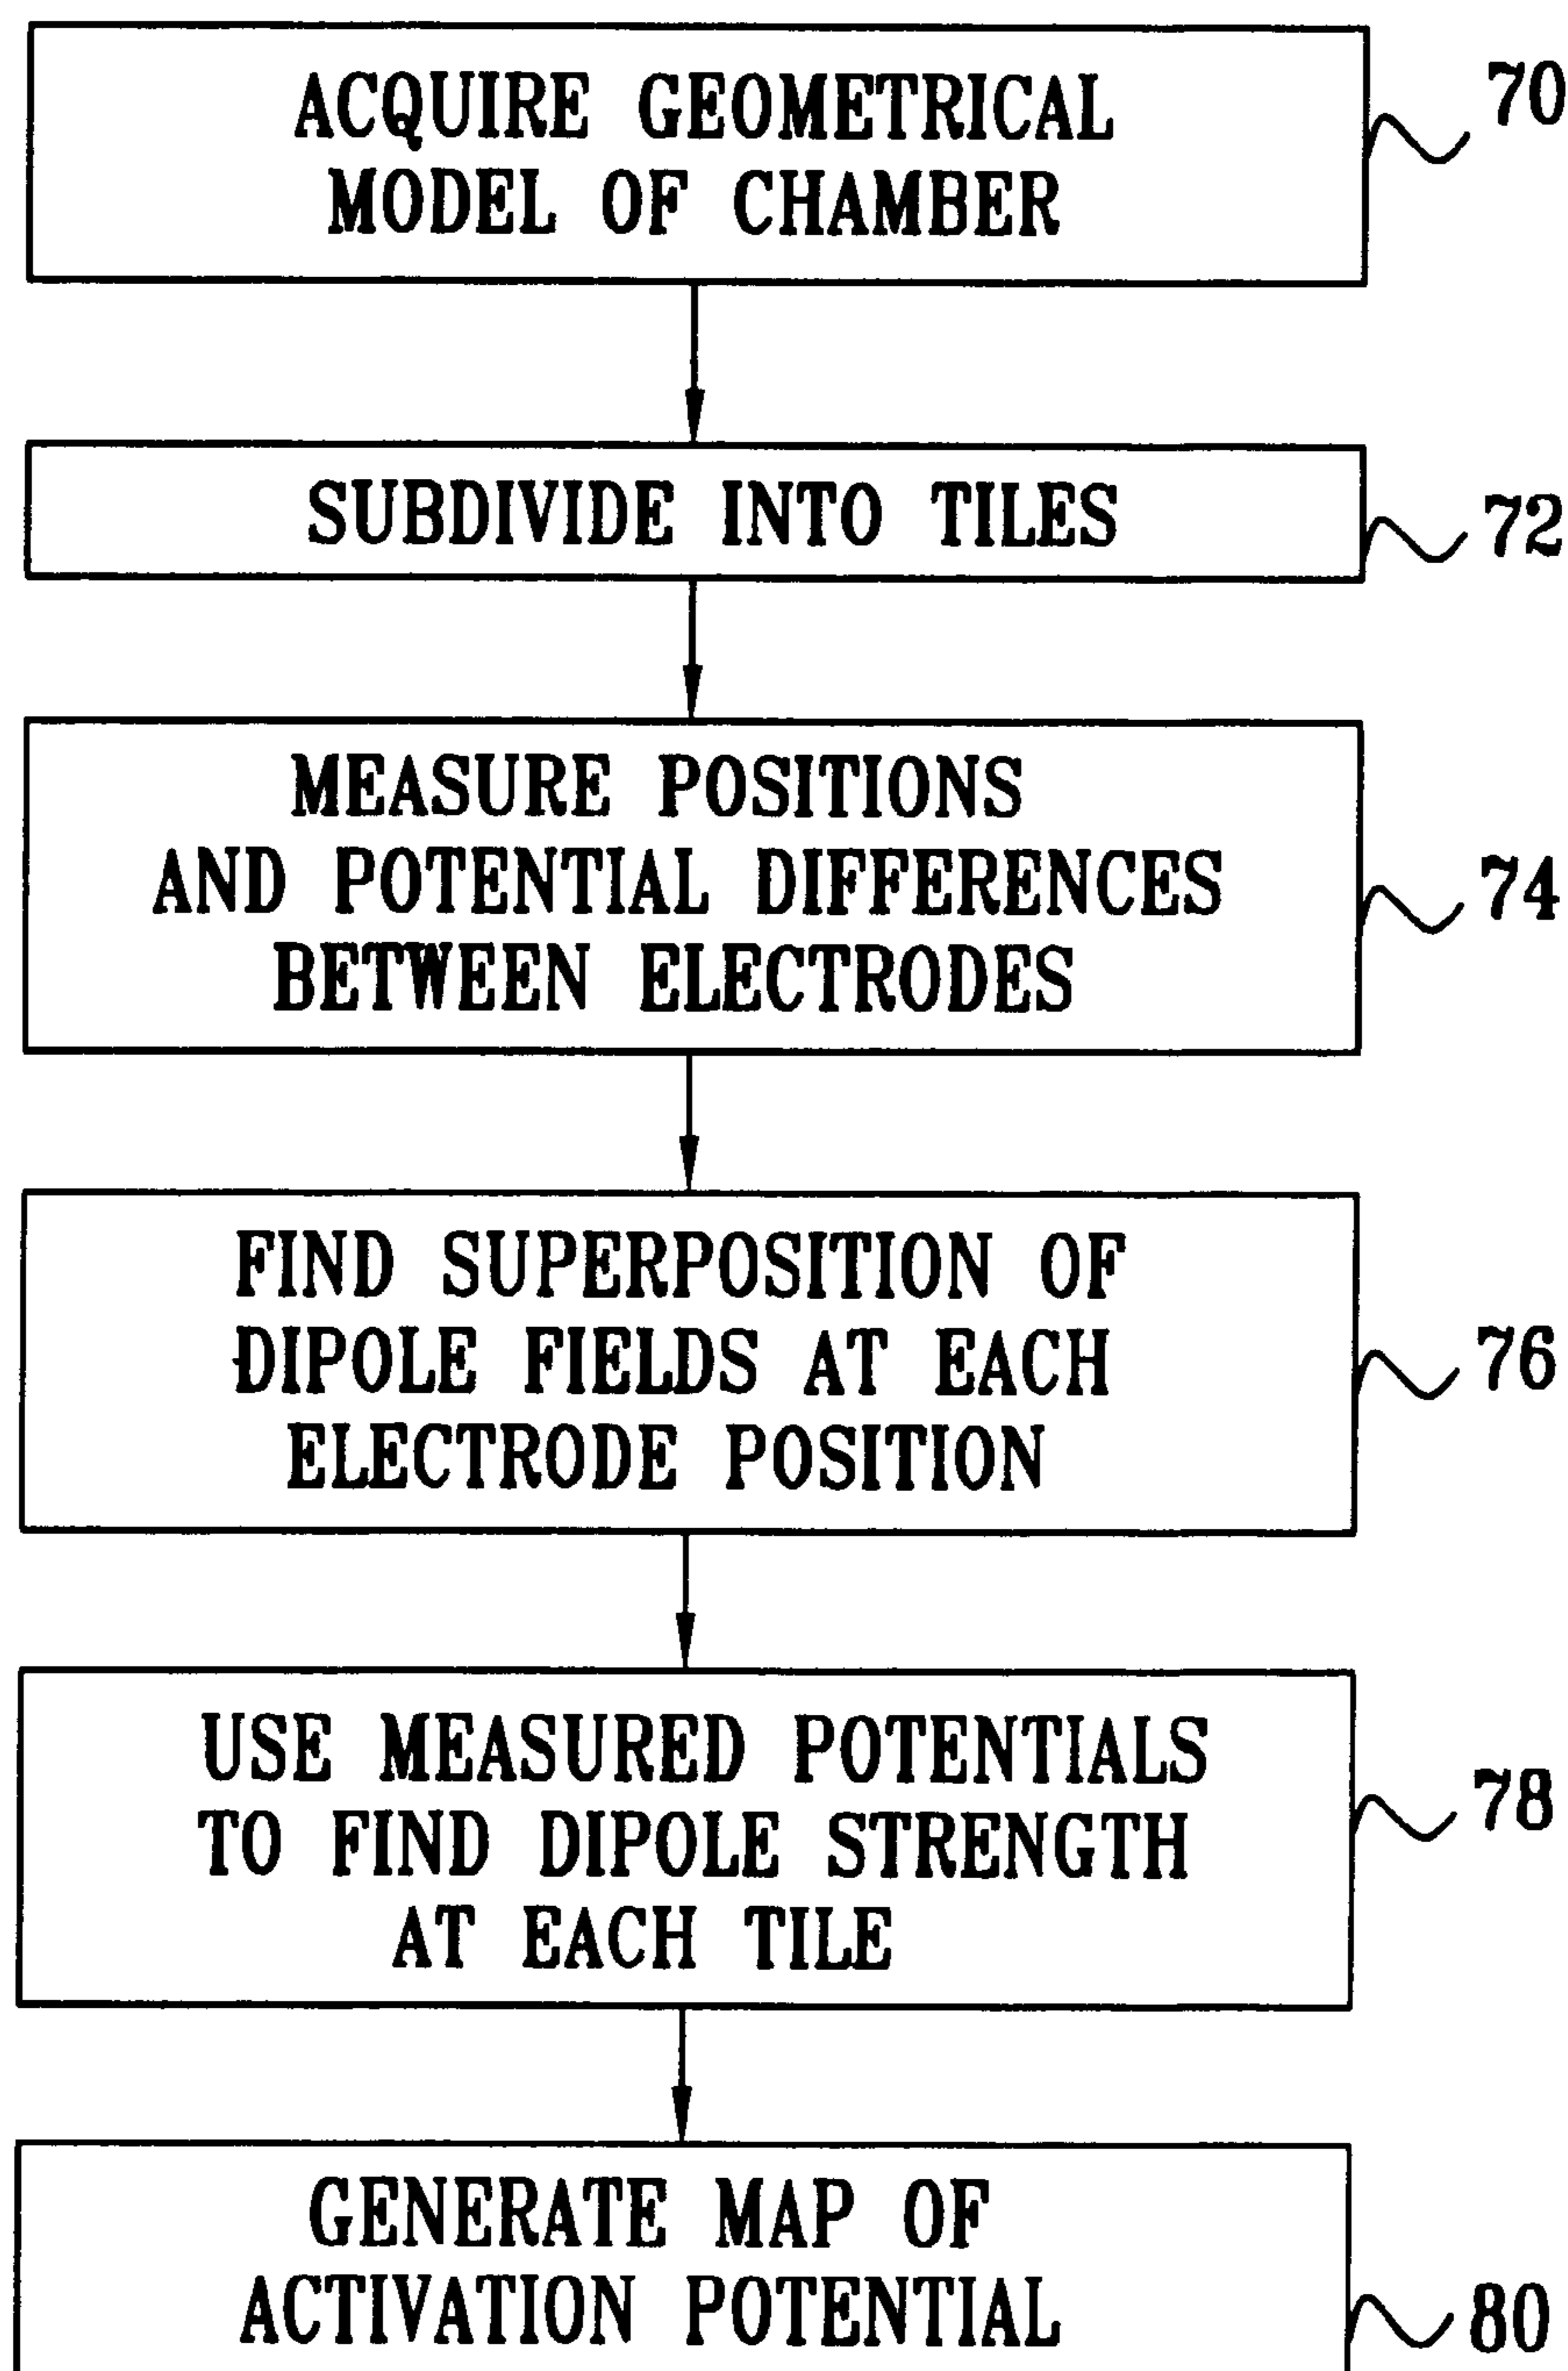 ACQUIRE GEOMETRICAL
MODEL OF CHAMBER
70
SUBDIVIDE INTO TILES
72
MEASURE POSITIONS
AND POTENTIAL DIFFERENCES
BETWEEN ELECTRODES
74
FIND SUPERPOSITION OF
DIPOLE FIELDS AT EACH
ELECTRODE POSITION
76
USE MEASURED POTENTIALS
TO FIND DIPOLE STRENGTH
AT EACH TILE
78
GENERATE MAP OF
ACTIVATION POTENTIAL
80